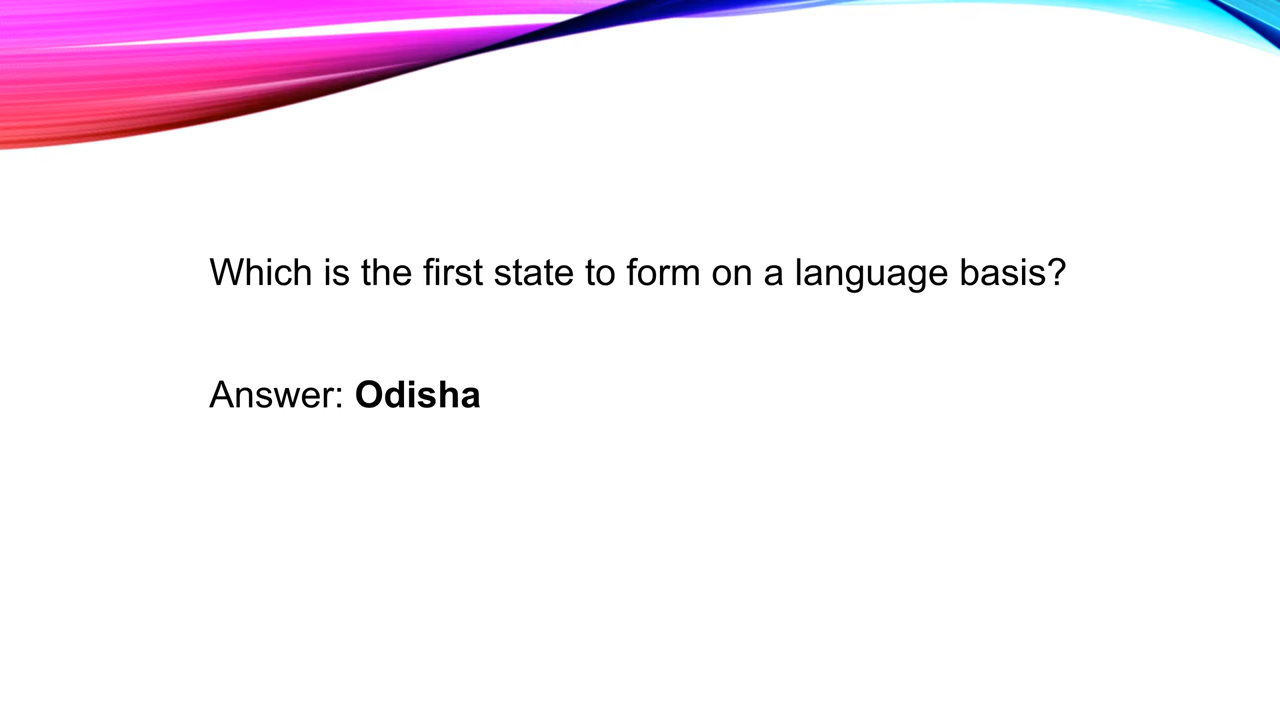 Which is the first state to form on a language basis?
Answer: Odisha